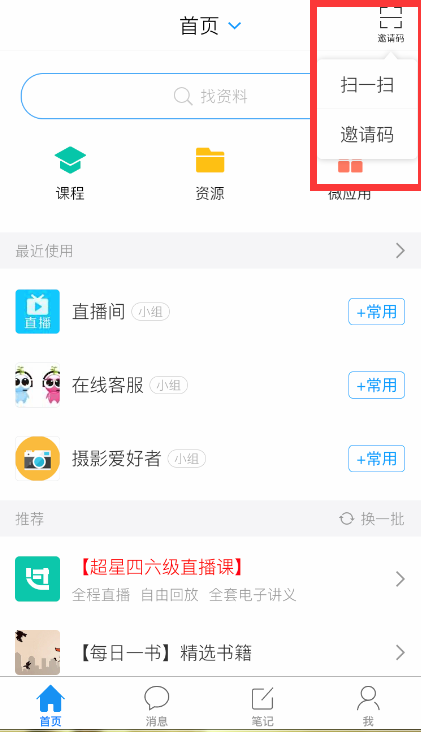 首页
邀请码
扫一扫
邀请码
找资料
课程
资源
微应用
最近使用
直播
直播间 小组
+常用
在线客服 小组
+常用
摄影爱好者 小组
+常用
推荐
换一批
【超星四六级直播课】
全程直播 自由回放 全套电子讲义
【每日一书】精选书籍
首页
消息
笔记
我